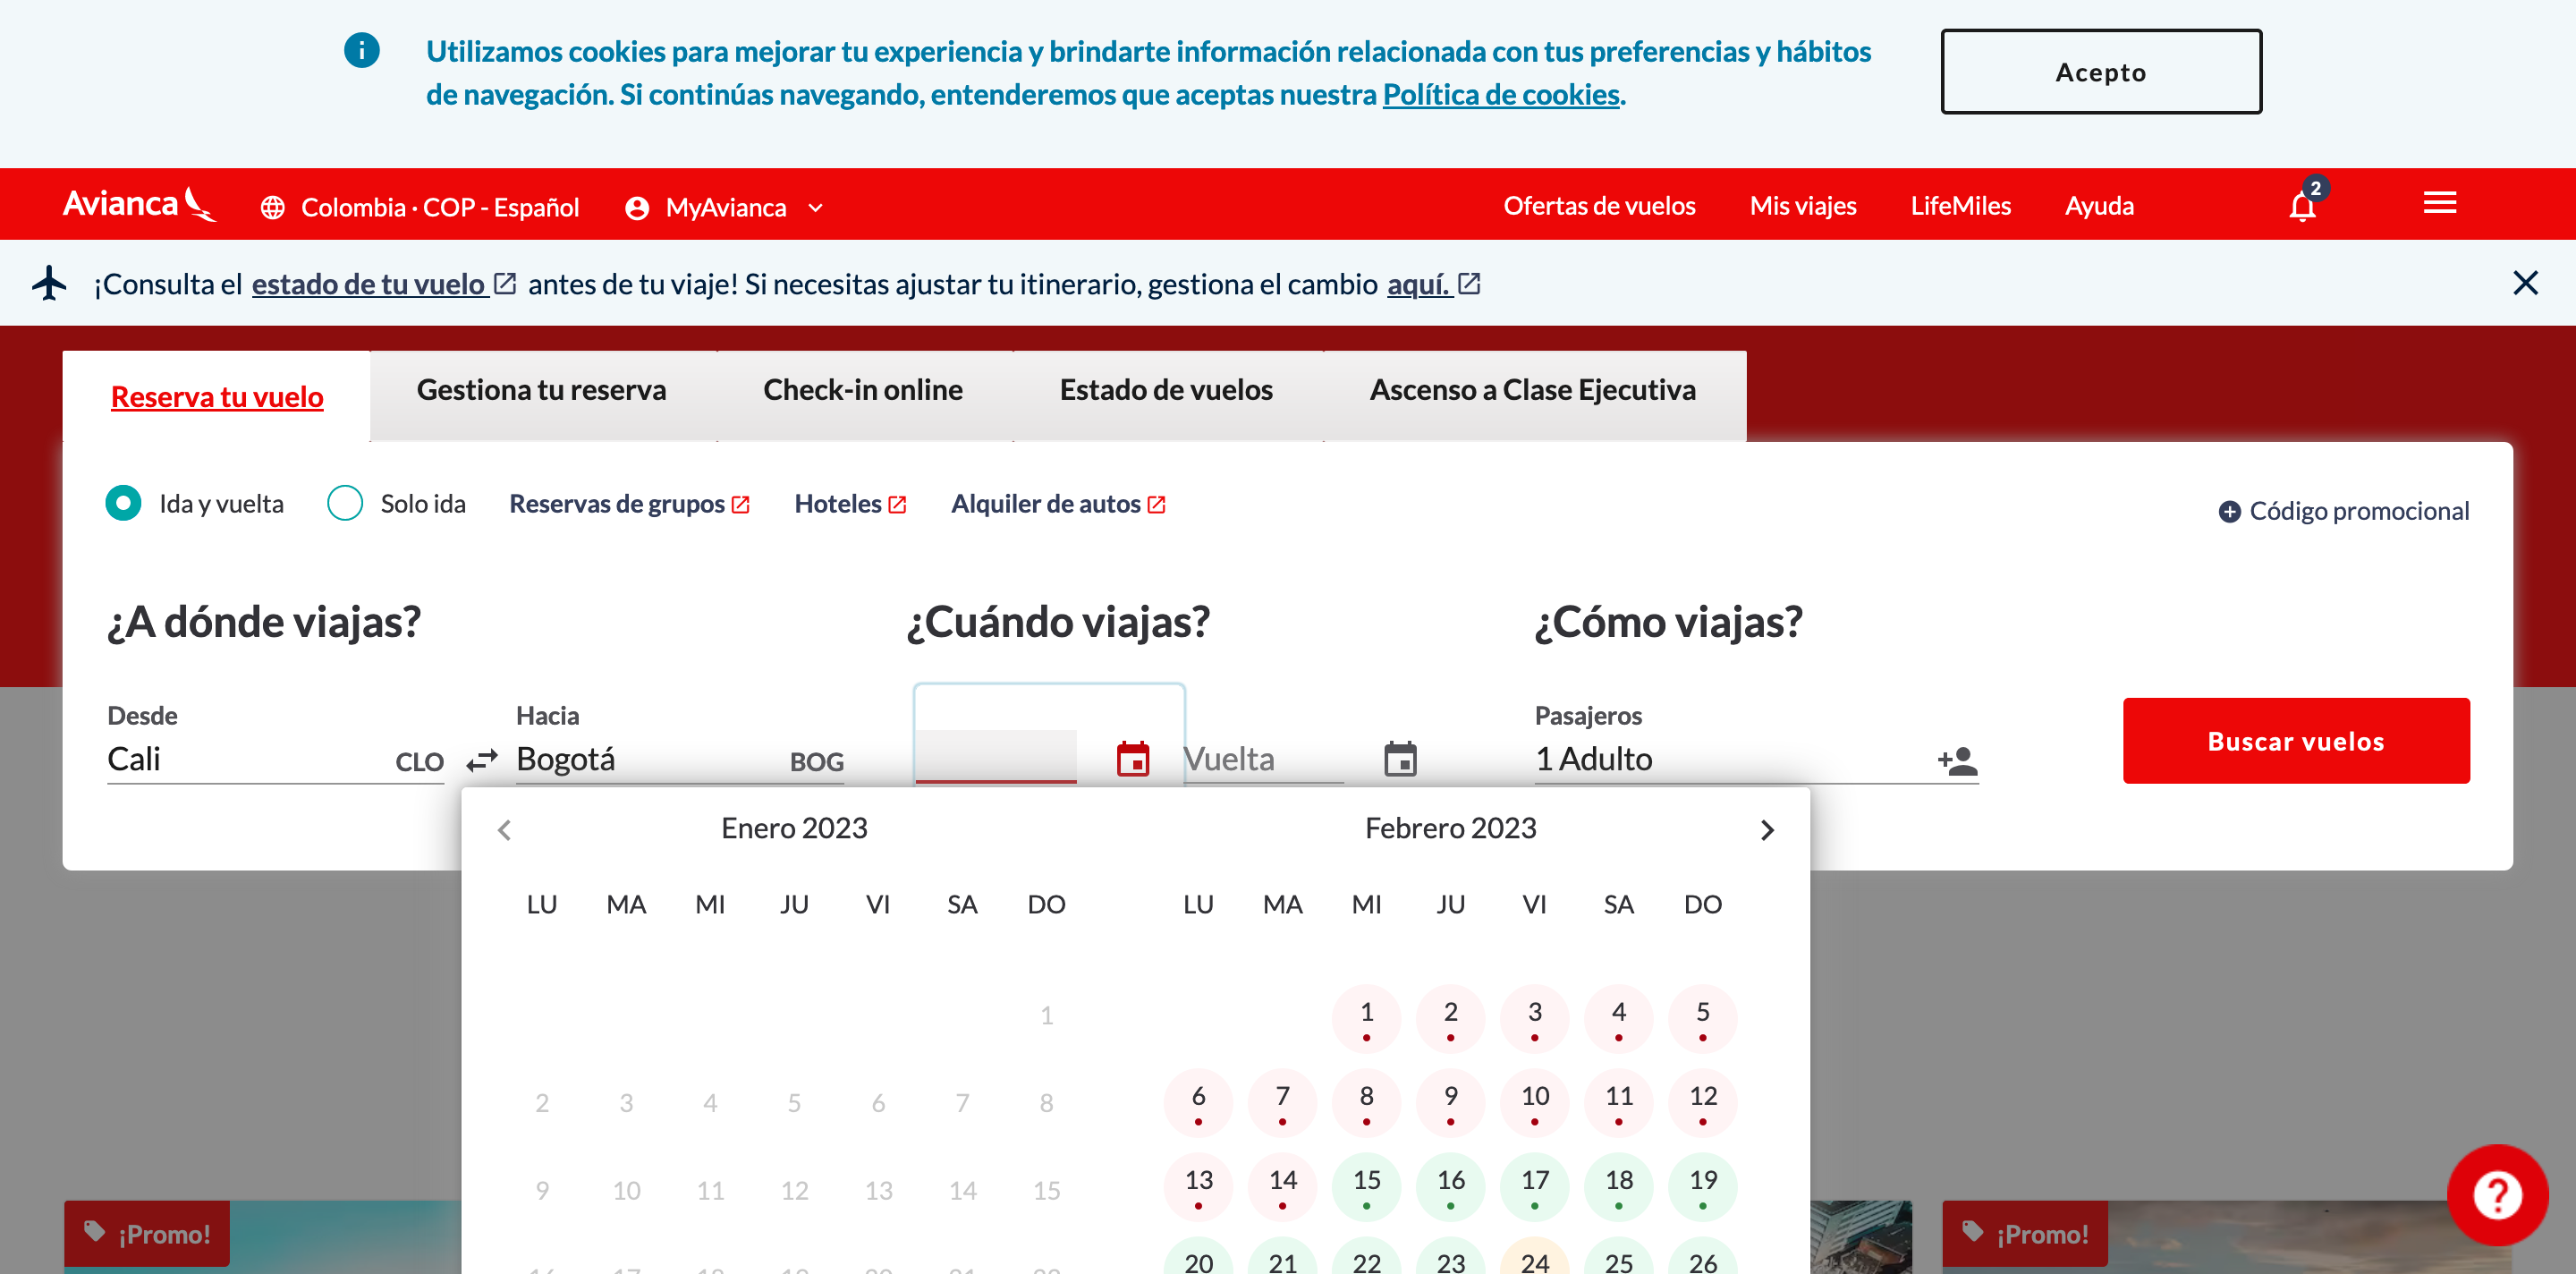 Utilizamos cookies para mejorar tu experiencia y brindarte información relacionada con tus preferencias y hábitos
de navegación. Si continúas navegando, entenderemos que aceptas nuestra Política de cookies.
Acepto
Avianca
Colombia · COP - Español
MyAvianca
Ofertas de vuelos
Mis viajes
LifeMiles
Ayuda
2
¡Consulta el estado de tu vuelo antes de tu viaje! Si necesitas ajustar tu itinerario, gestiona el cambio aquí.
Reserva tu vuelo
Gestiona tu reserva
Check-in online
Estado de vuelos
Ascenso a Clase Ejecutiva
Ida y vuelta
Solo ida
Reservas de grupos
Hoteles
Alquiler de autos
Código promocional
¿A dónde viajas?
¿Cuándo viajas?
¿Cómo viajas?
Desde
Cali CLO
Hacia
Bogotá BOG
Vuelta
Pasajeros
1 Adulto
Buscar vuelos
Enero 2023
LU MA MI JU VI SA DO
1
2 3 4 5 6 7 8
9 10 11 12 13 14 15
Febrero 2023
LU MA MI JU VI SA DO
1 2 3 4 5
6 7 8 9 10 11 12
13 14 15 16 17 18 19
20 21 22 23 24 25 26
¡Promo!
¡Promo!
?